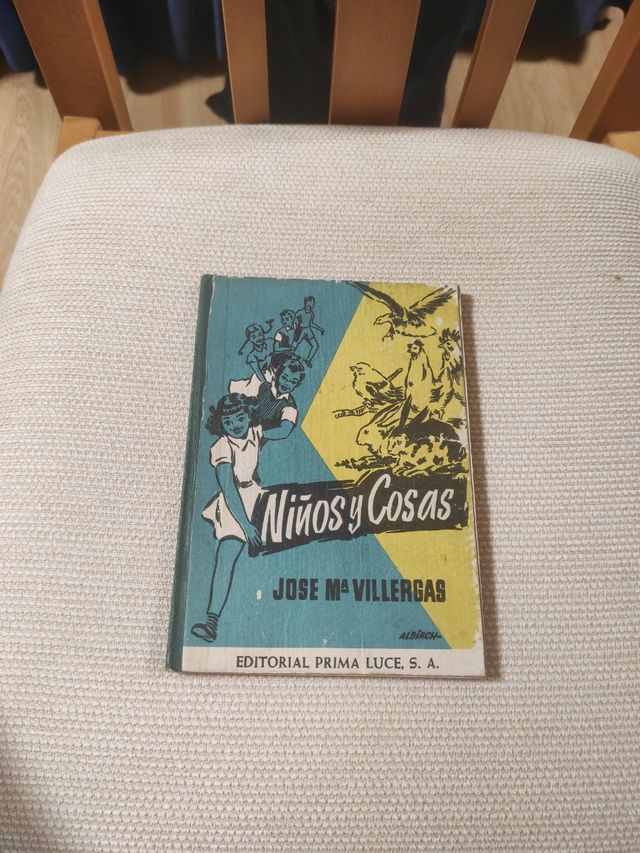 Niños y Cosas
JOSE Mª VILLERGAS
ALBIACH
EDITORIAL PRIMA LUCE, S. A.